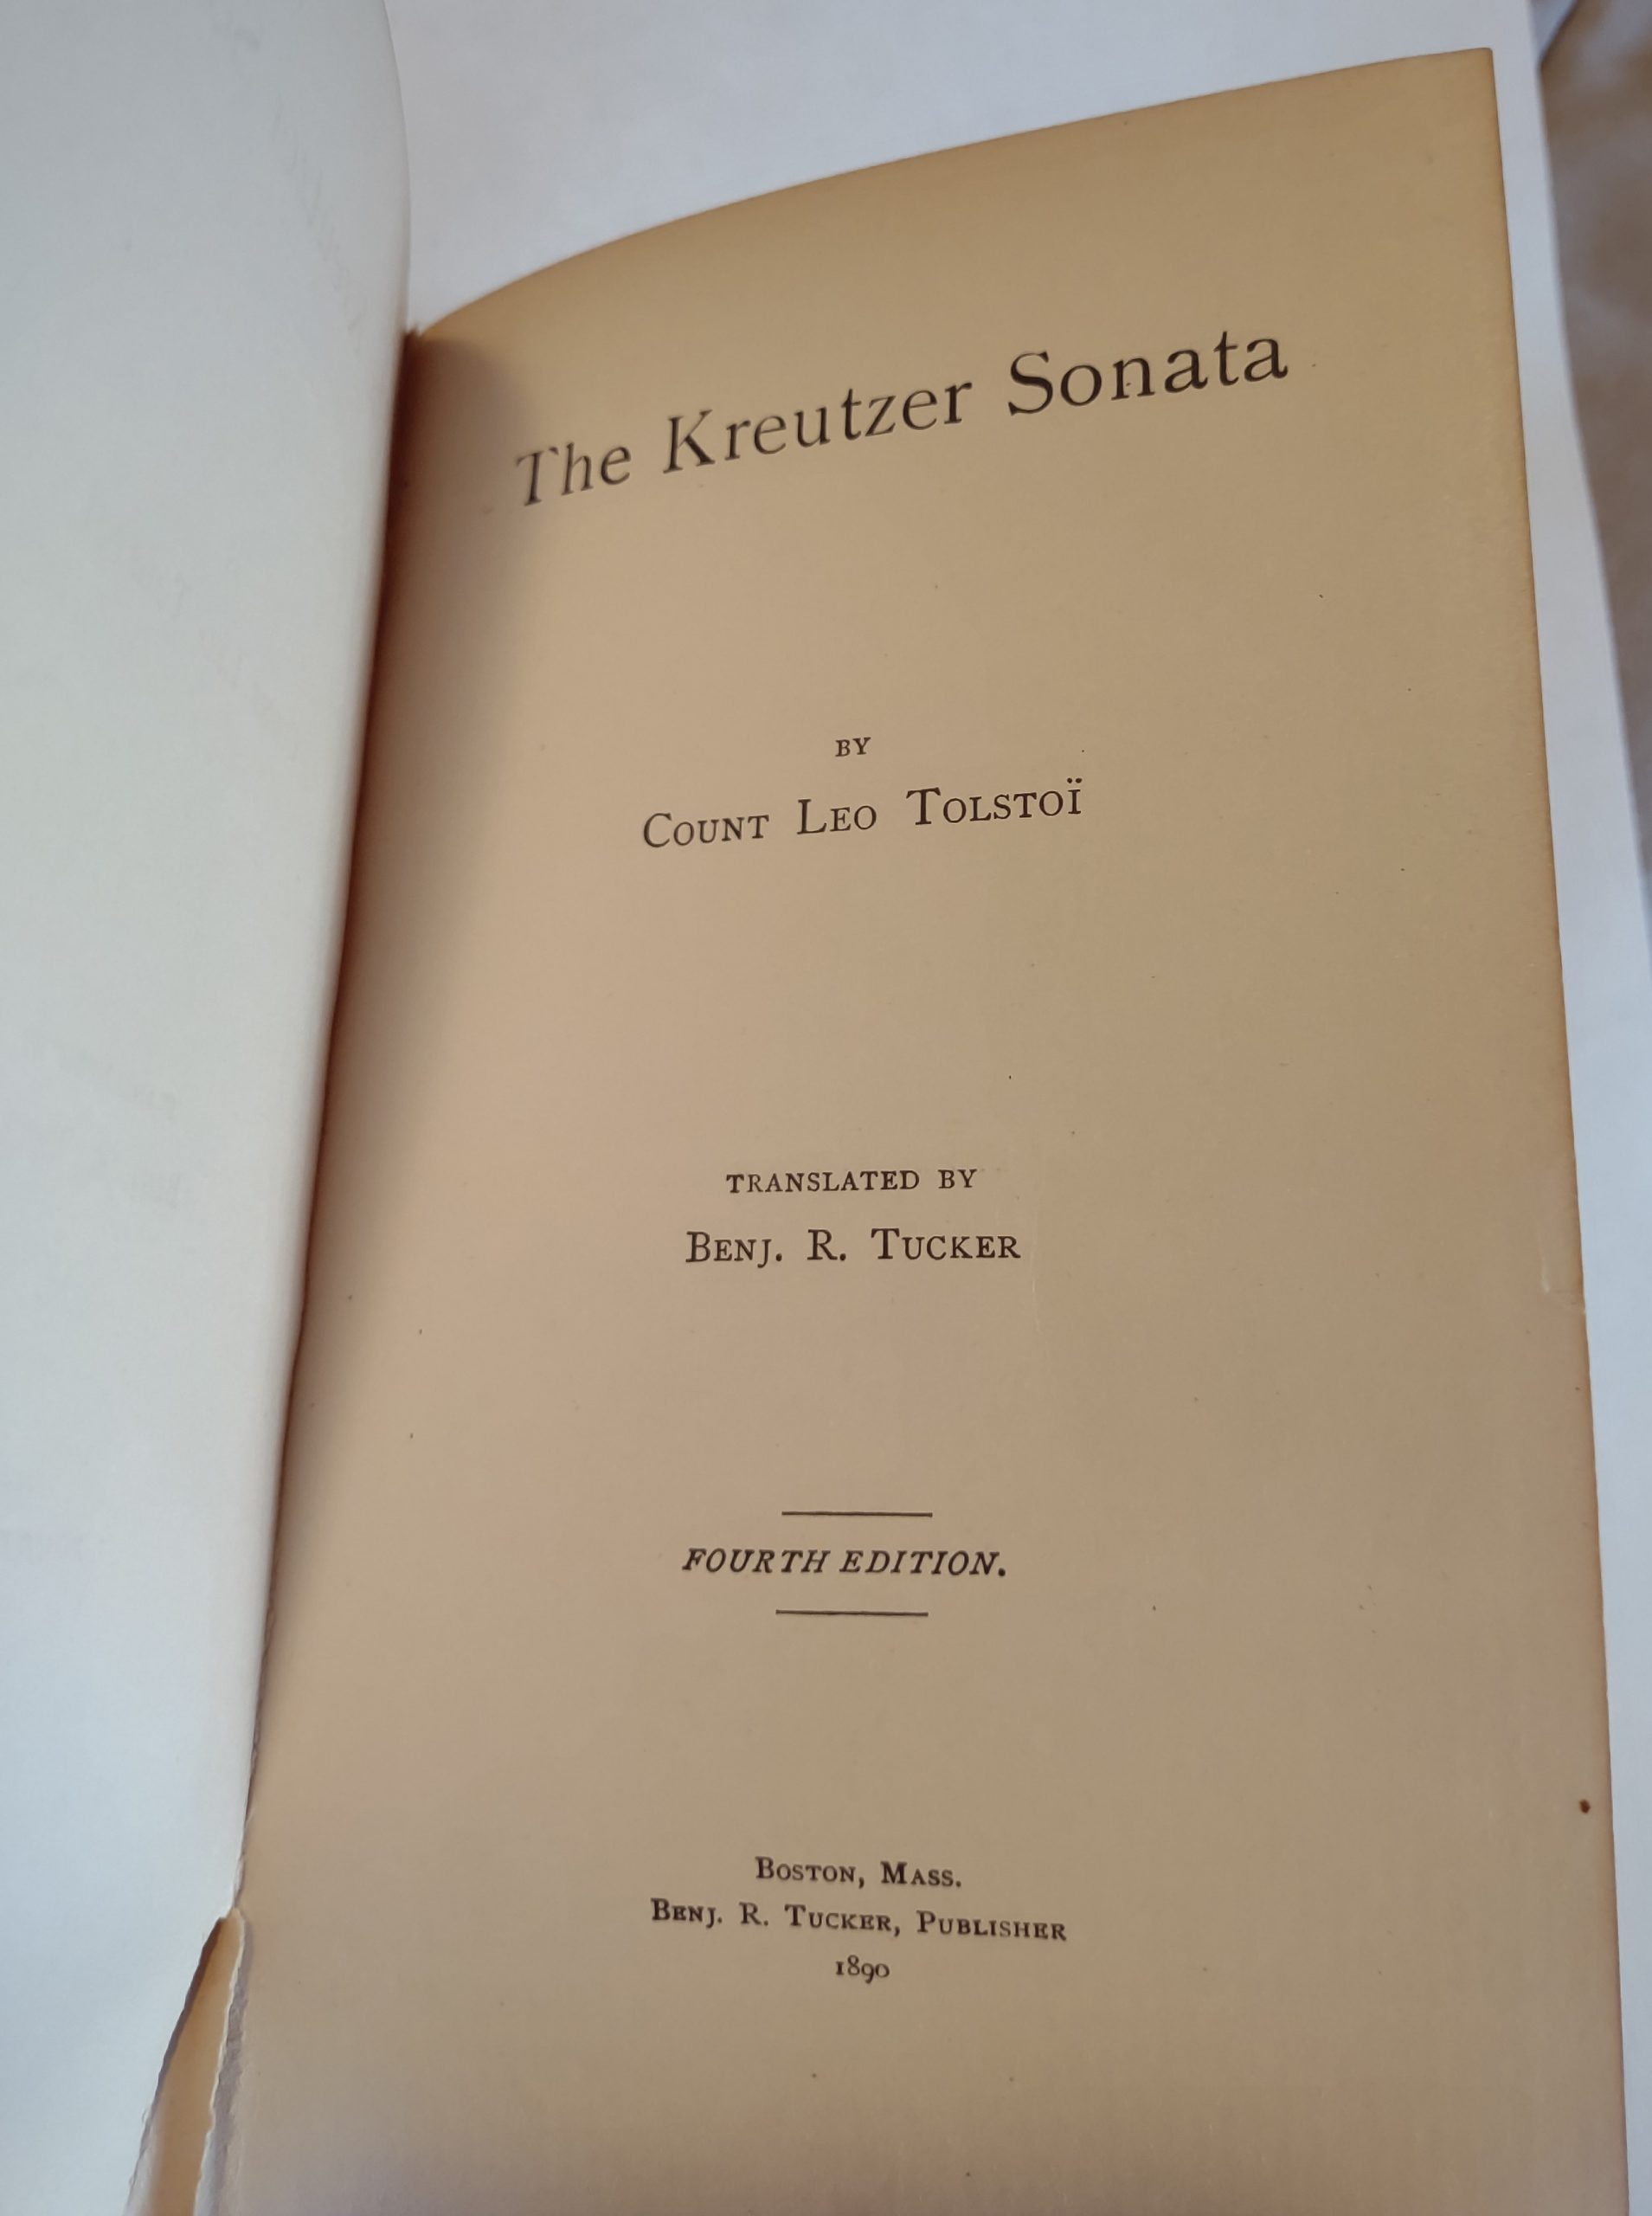 The Kreutzer Sonata
BY
COUNT LEO TOLSTOÏ
TRANSLATED BY
BENJ. R. TUCKER
FOURTH EDITION.
BOSTON, MASS.
BENJ. R. TUCKER, PUBLISHER
1890